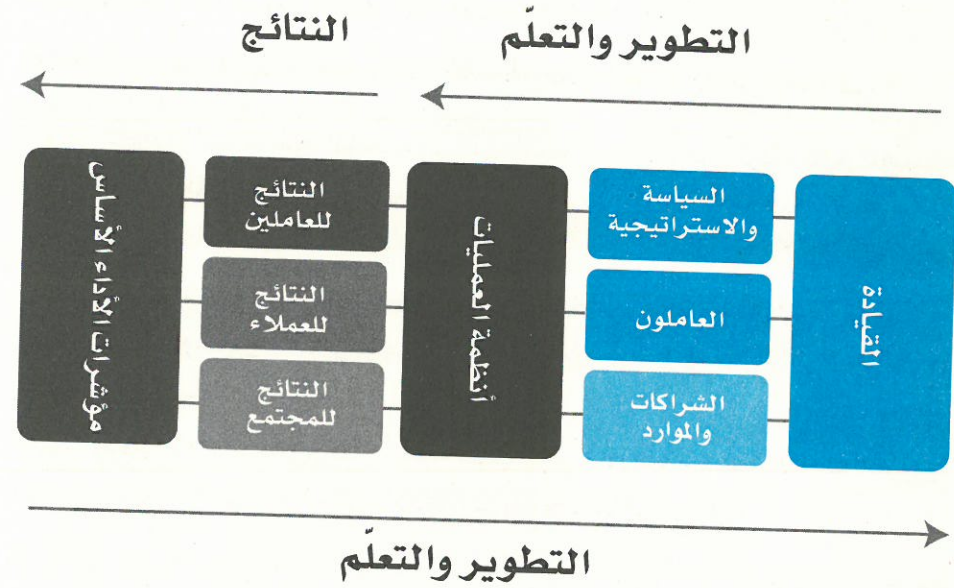 التطوير والتعلّم
النتائج
القيادة
السياسة
والاستراتيجية
العاملون
الشراكات
والموارد
أنظمة العمليات
النتائج
للعاملين
النتائج
للعملاء
النتائج
للمجتمع
مؤشرات الأداء الأساس
التطوير والتعلّم